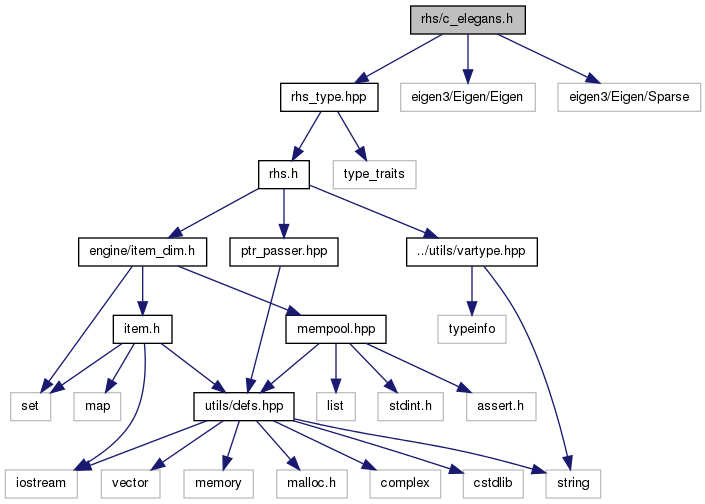 rhs/c_elegans.h
rhs_type.hpp
eigen3/Eigen/Eigen
eigen3/Eigen/Sparse
rhs.h
type_traits
engine/item_dim.h
ptr_passer.hpp
../utils/vartype.hpp
item.h
mempool.hpp
typeinfo
set
map
utils/defs.hpp
list
stdint.h
assert.h
iostream
vector
memory
malloc.h
complex
cstdlib
string